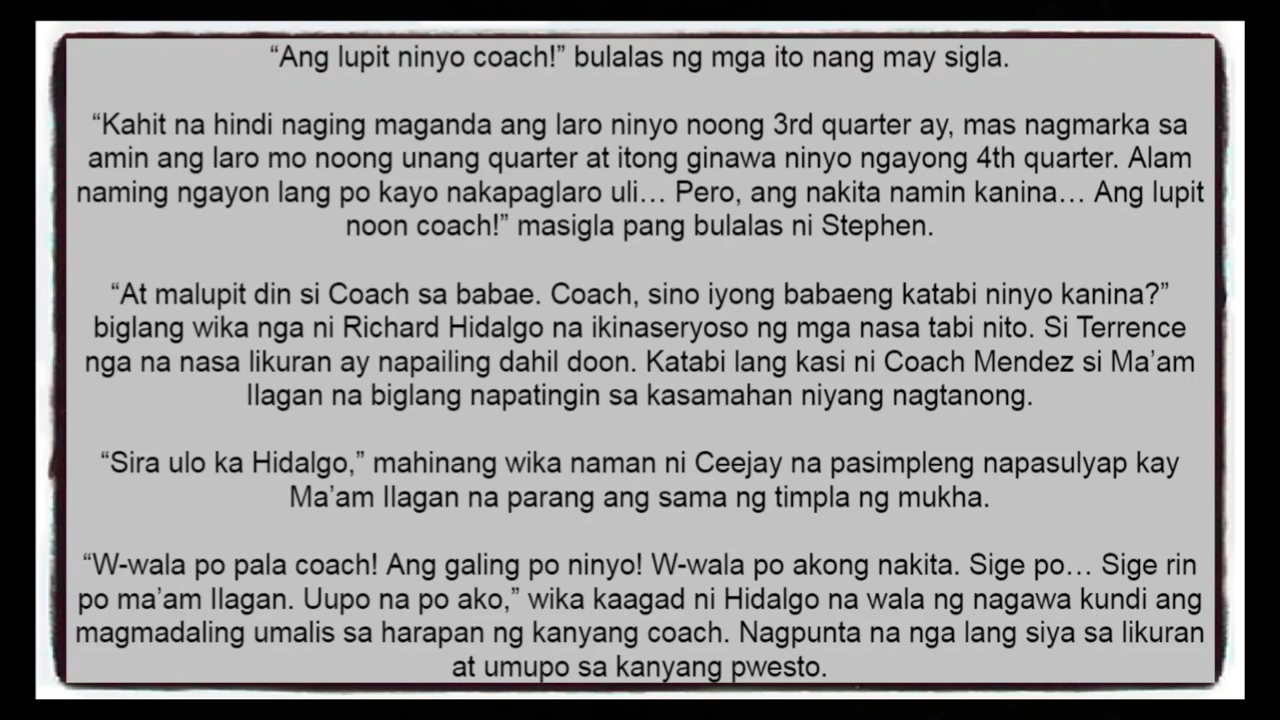 “Ang lupit ninyo coach!” bulalas ng mga ito nang may sigla.
“Kahit na hindi naging maganda ang laro ninyo noong 3rd quarter ay, mas nagmarka sa
amin ang laro mo noong unang quarter at itong ginawa ninyo ngayong 4th quarter. Alam
naming ngayon lang po kayo nakapaglaro uli… Pero, ang nakita namin kanina… Ang lupit
noon coach!” masigla pang bulalas ni Stephen.
“At malupit din si Coach sa babae. Coach, sino iyong babaeng katabi ninyo kanina?”
biglang wika nga ni Richard Hidalgo na ikinaseryoso ng mga nasa tabi nito. Si Terrence
nga na nasa likuran ay napailing dahil doon. Katabi lang kasi ni Coach Mendez si Ma’am
Ilagan na biglang napatingin sa kasamahan niyang nagtanong.
“Sira ulo ka Hidalgo,” mahinang wika naman ni Ceejay na pasimpleng napasulyap kay
Ma’am Ilagan na parang ang sama ng timpla ng mukha.
“W-wala po pala coach! Ang galing po ninyo! W-wala po akong nakita. Sige po… Sige rin
po ma’am Ilagan. Uupo na po ako,” wika kaagad ni Hidalgo na wala ng nagawa kundi ang
magmadaling umalis sa harapan ng kanyang coach. Nagpunta na nga lang siya sa likuran
at umupo sa kanyang pwesto.